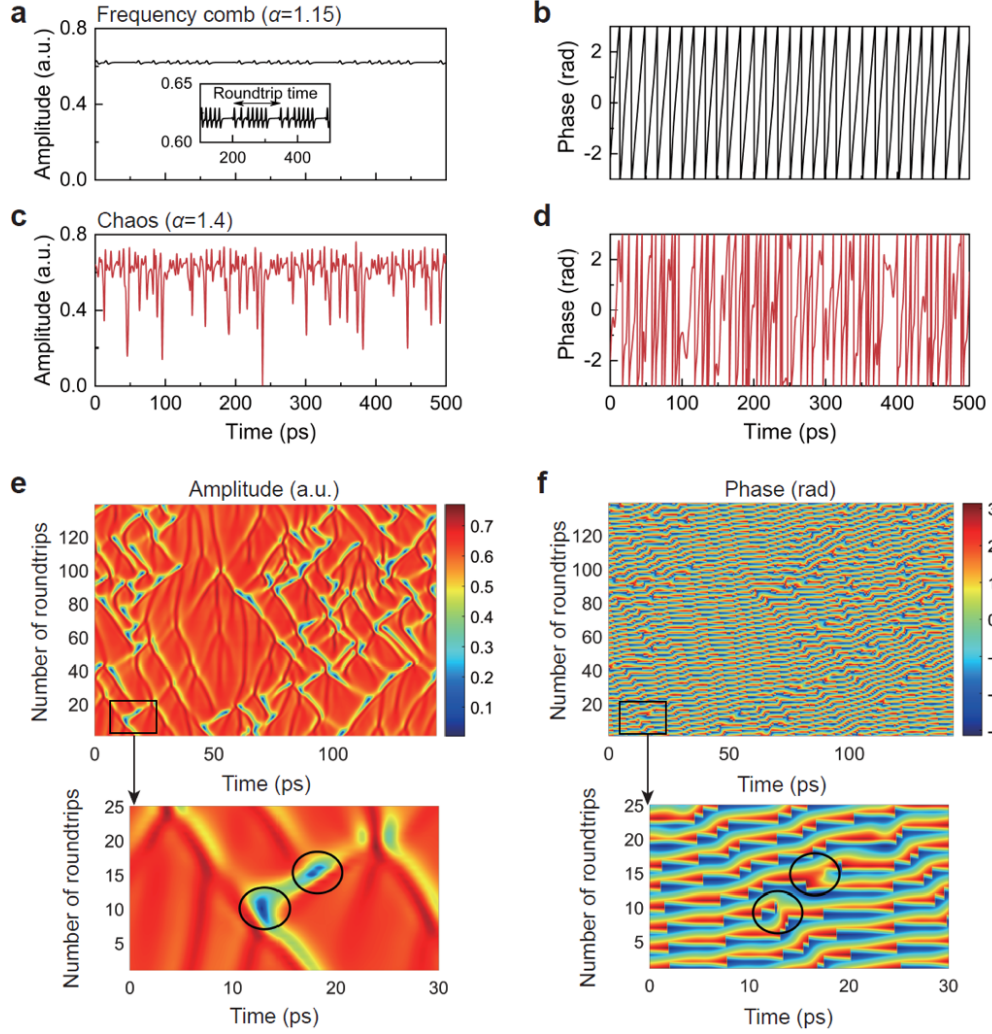 a Frequency comb (α=1.15) b
Amplitude (a.u.)
0.8
0.4
0.0
0.65
0.60
Roundtrip time
200 400
Phase (rad)
2
0
-2
c Chaos (α=1.4) d
Amplitude (a.u.)
0.8
0.4
0.0
0 100 200 300 400 500
Time (ps)
Phase (rad)
2
0
-2
0 100 200 300 400 500
Time (ps)
e Amplitude (a.u.)
Number of roundtrips
120
100
80
60
40
20
0 50 100
Time (ps)
0.7
0.6
0.5
0.4
0.3
0.2
0.1
f Phase (rad)
Number of roundtrips
120
100
80
60
40
20
0 50 100
Time (ps)
3
2
1
0
-
-
-
Number of roundtrips
25
20
15
10
5
0 10 20 30
Time (ps)
Number of roundtrips
25
20
15
10
5
0 10 20 30
Time (ps)